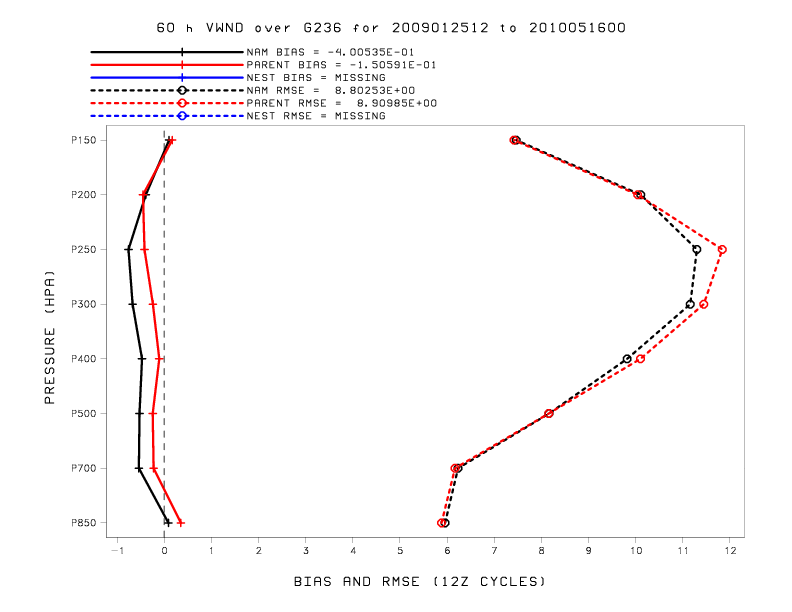 60 h VWND over G236 for 2009012512 to 2010051600
NAM BIAS = -4.00535E-01
PARENT BIAS = -1.50591E-01
NEST BIAS = MISSING
NAM RMSE =  8.80253E+00
PARENT RMSE =  8.90985E+00
NEST RMSE = MISSING
P150
P200
P250
P300
P400
P500
P700
P850
PRESSURE (HPA)
-1 0 1 2 3 4 5 6 7 8 9 10 11 12
BIAS AND RMSE (12Z CYCLES)